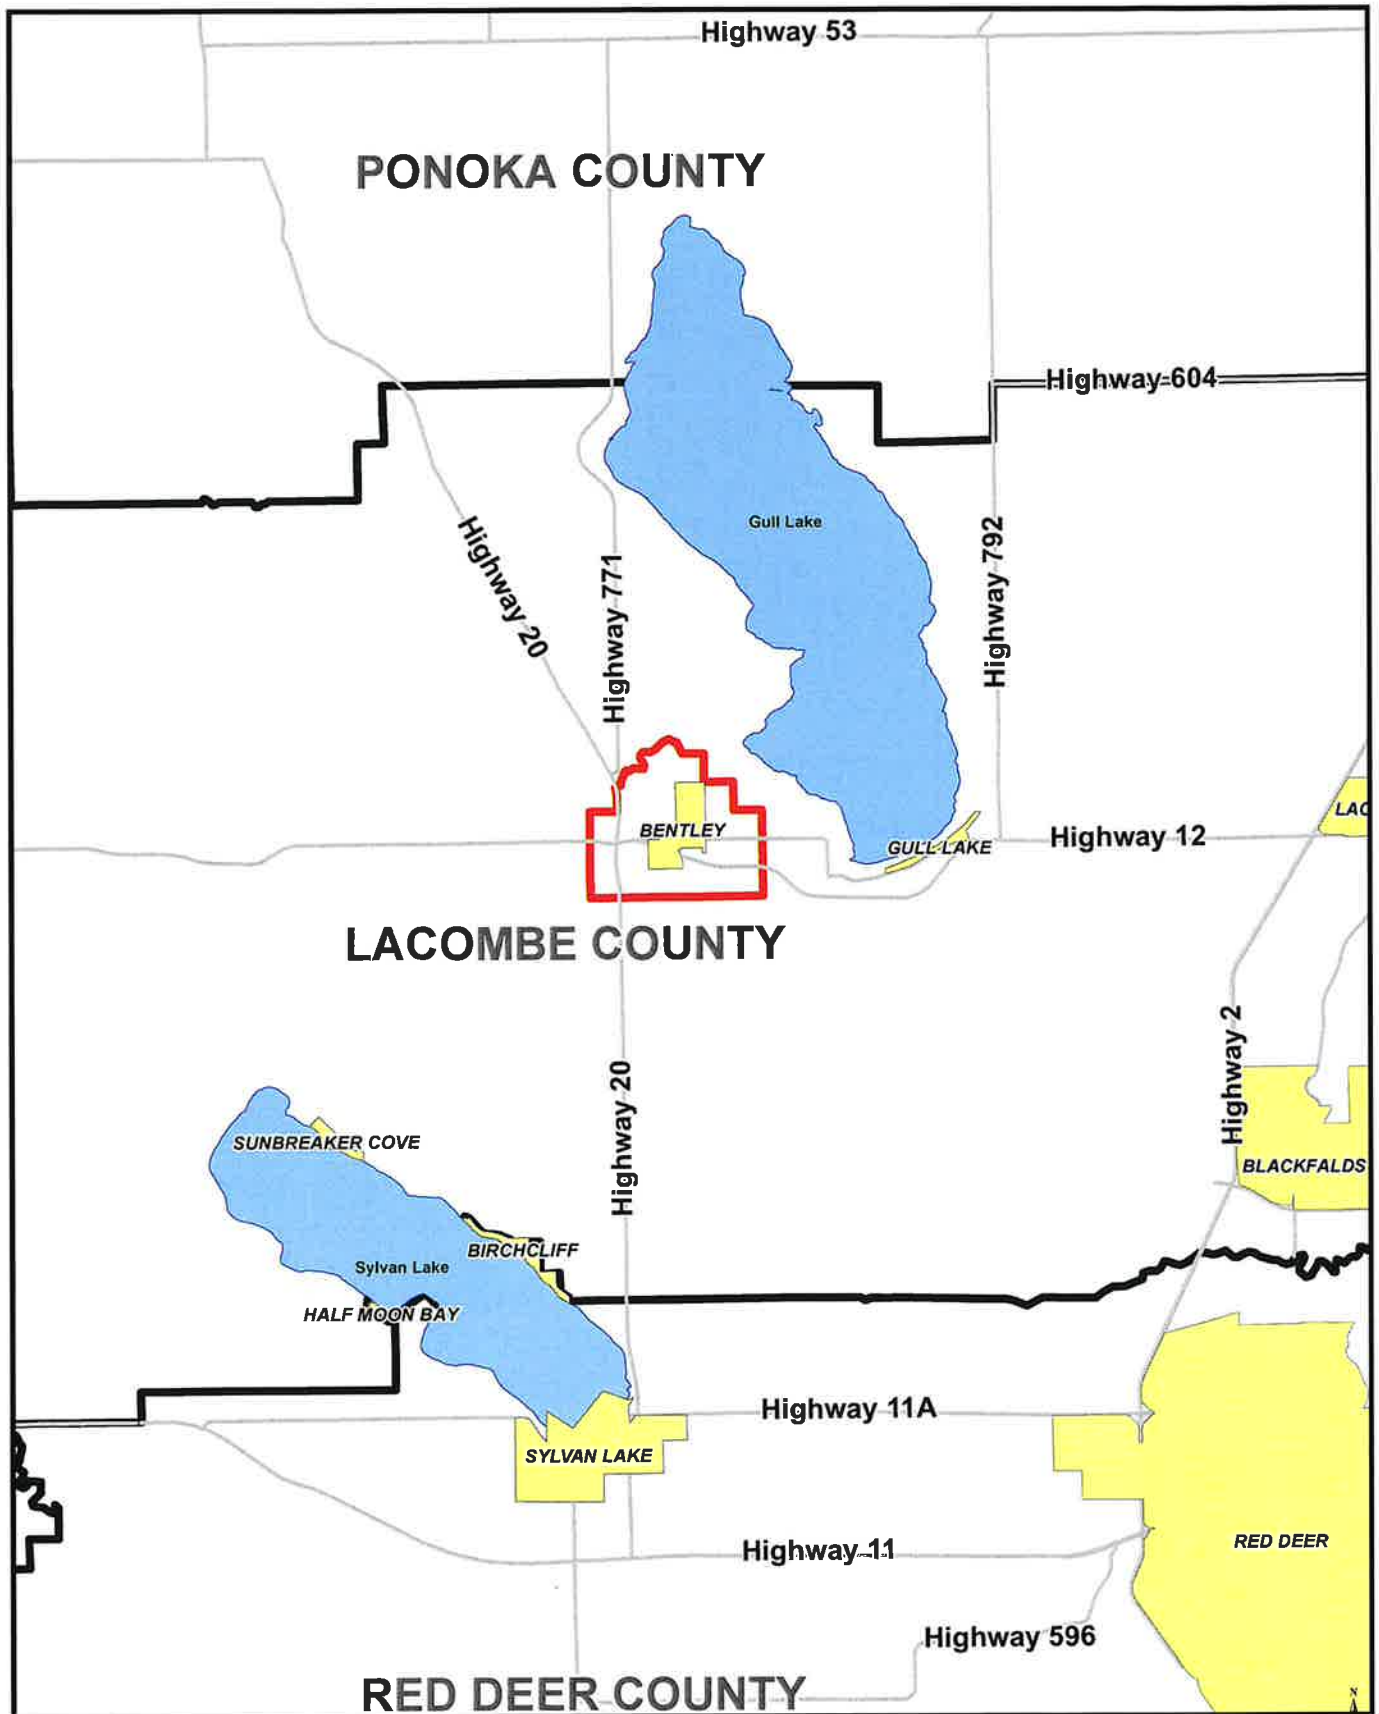 Highway 53
PONOKA COUNTY
Highway 604
Gull Lake
Highway 20
Highway 771
Highway 792
BENTLEY
GULL LAKE
Highway 12
LAC
LACOMBE COUNTY
Highway 2
Highway 20
SUNBREAKER COVE
BLACKFALDS
BIRCHCLIFF
Sylvan Lake
HALF MOON BAY
Highway 11A
SYLVAN LAKE
RED DEER
Highway 11
Highway 596
RED DEER COUNTY
N